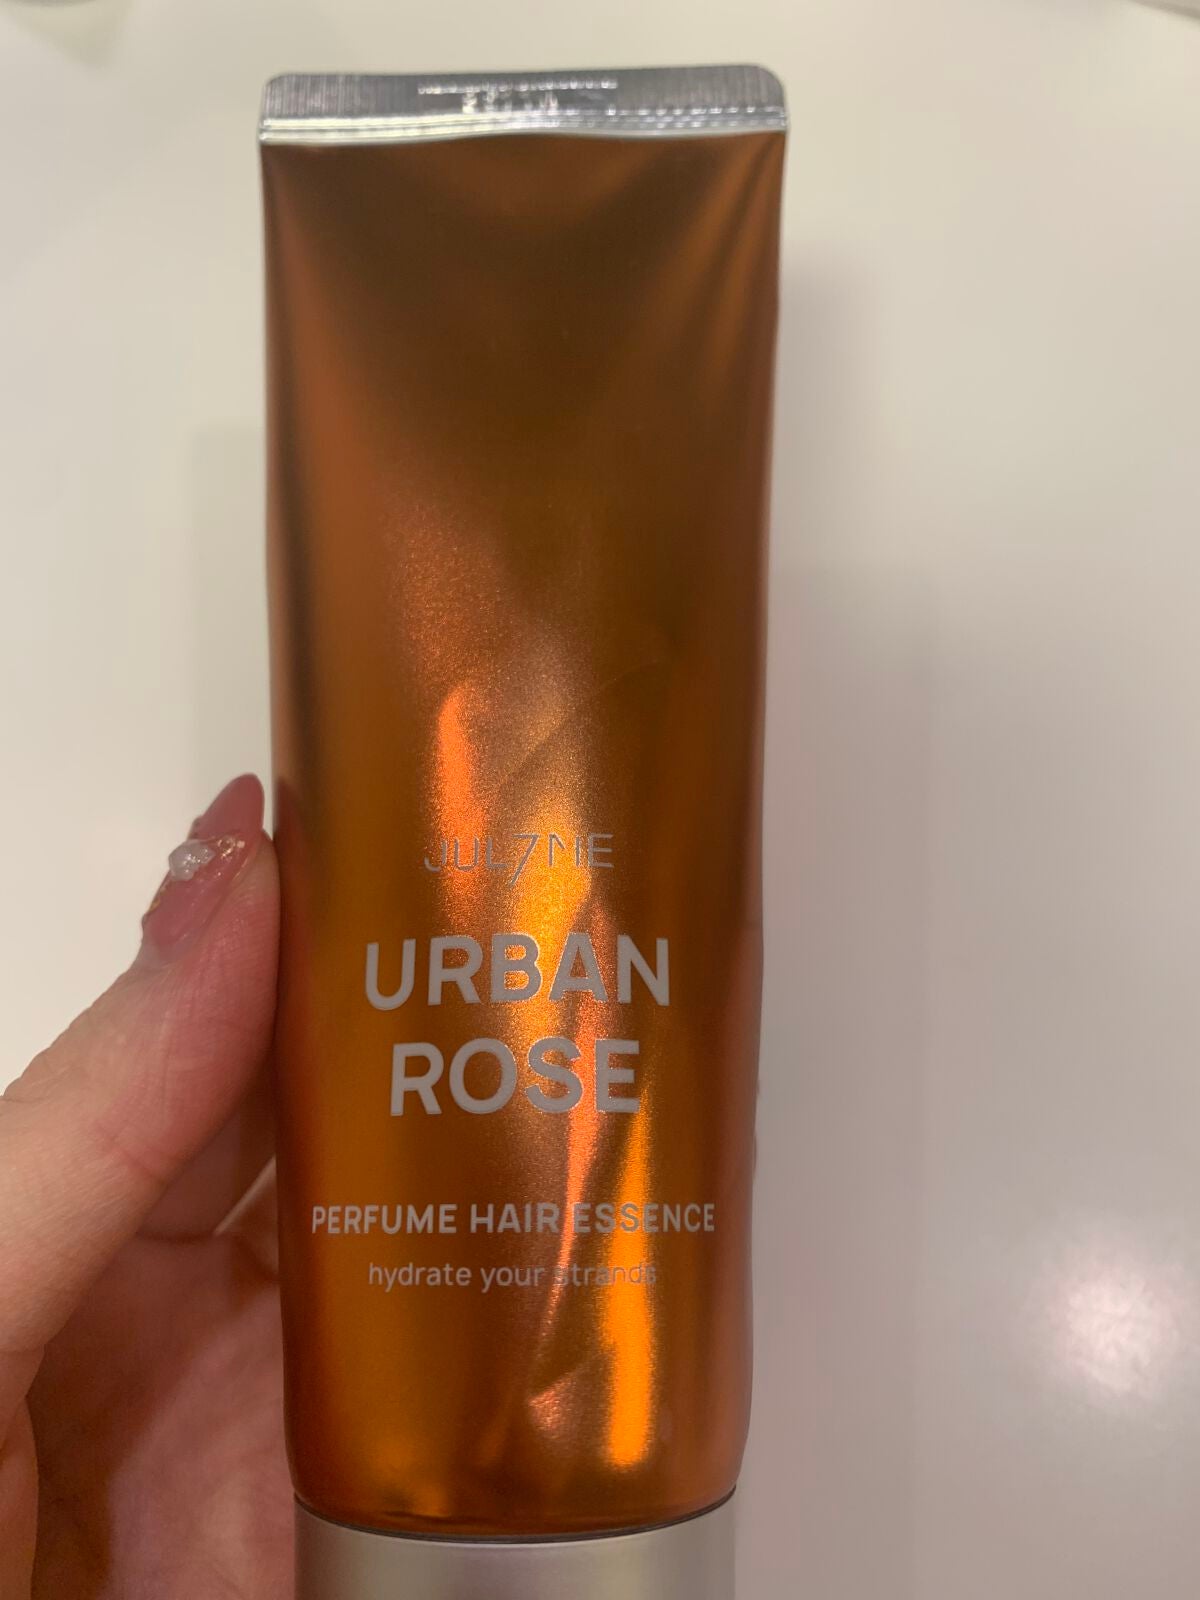 JUL7ME
URBAN
ROSE
PERFUME HAIR ESSENCE
hydrate your strands